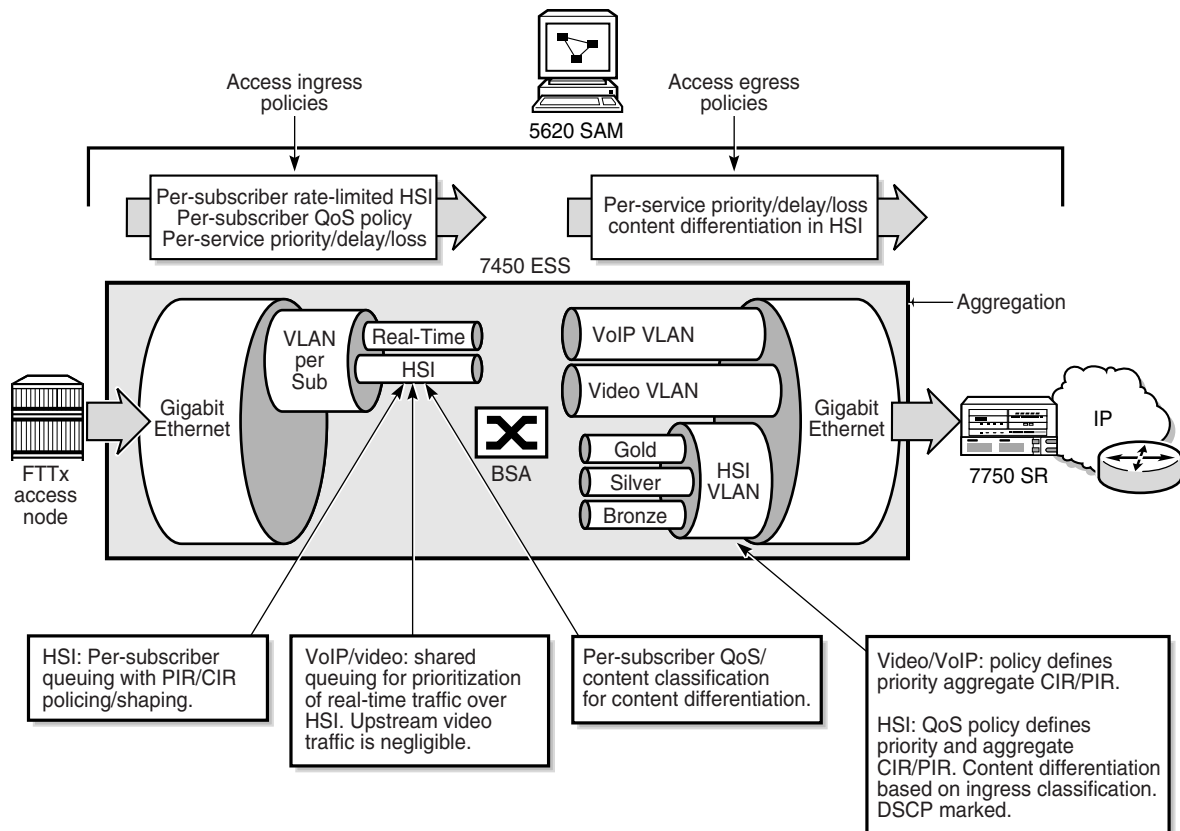 Access ingress
policies
Access egress
policies
5620 SAM
Per-subscriber rate-limited HSI
Per-subscriber QoS policy
Per-service priority/delay/loss
Per-service priority/delay/loss
content differentiation in HSI
7450 ESS
Aggregation
Gigabit
Ethernet
VLAN
per
Sub
Real-Time
HSI
BSA
VoIP VLAN
Video VLAN
Gold
Silver
Bronze
HSI
VLAN
Gigabit
Ethernet
FTTx
access
node
IP
7750 SR
HSI: Per-subscriber
queuing with PIR/CIR
policing/shaping.
VoIP/video: shared
queuing for prioritization
of real-time traffic over
HSI. Upstream video
traffic is negligible.
Per-subscriber QoS/
content classification
for content differentiation.
Video/VoIP: policy defines
priority aggregate CIR/PIR.
HSI: QoS policy defines
priority and aggregate
CIR/PIR. Content differentiation
based on ingress classification.
DSCP marked.